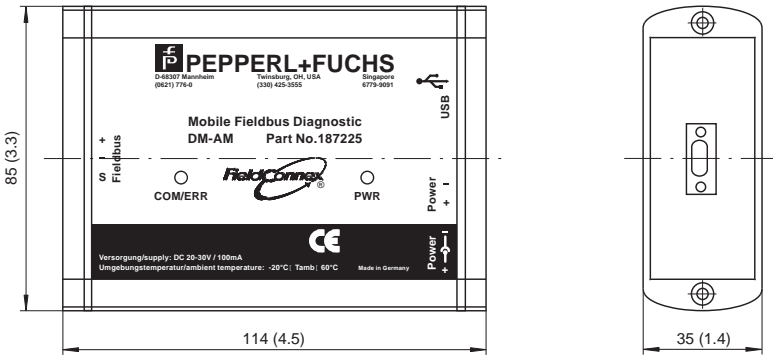 PEPPERL+FUCHS
D-68307 Mannheim Twinsburg, OH, USA Singapore
(0621) 776-0 (330) 425-3555 6779-9091
USB
Mobile Fieldbus Diagnostic
DM-AM Part No.187225
+
–
S
Fieldbus
FieldConnex®
COM/ERR
PWR
Power
+ –
CE
Versorgung/supply: DC 20-30V / 100mA
Umgebungstemperatur/ambient temperature: -20°C[ Tamb[ 60°C Made in Germany
Power
+ –
85 (3.3)
114 (4.5)
35 (1.4)